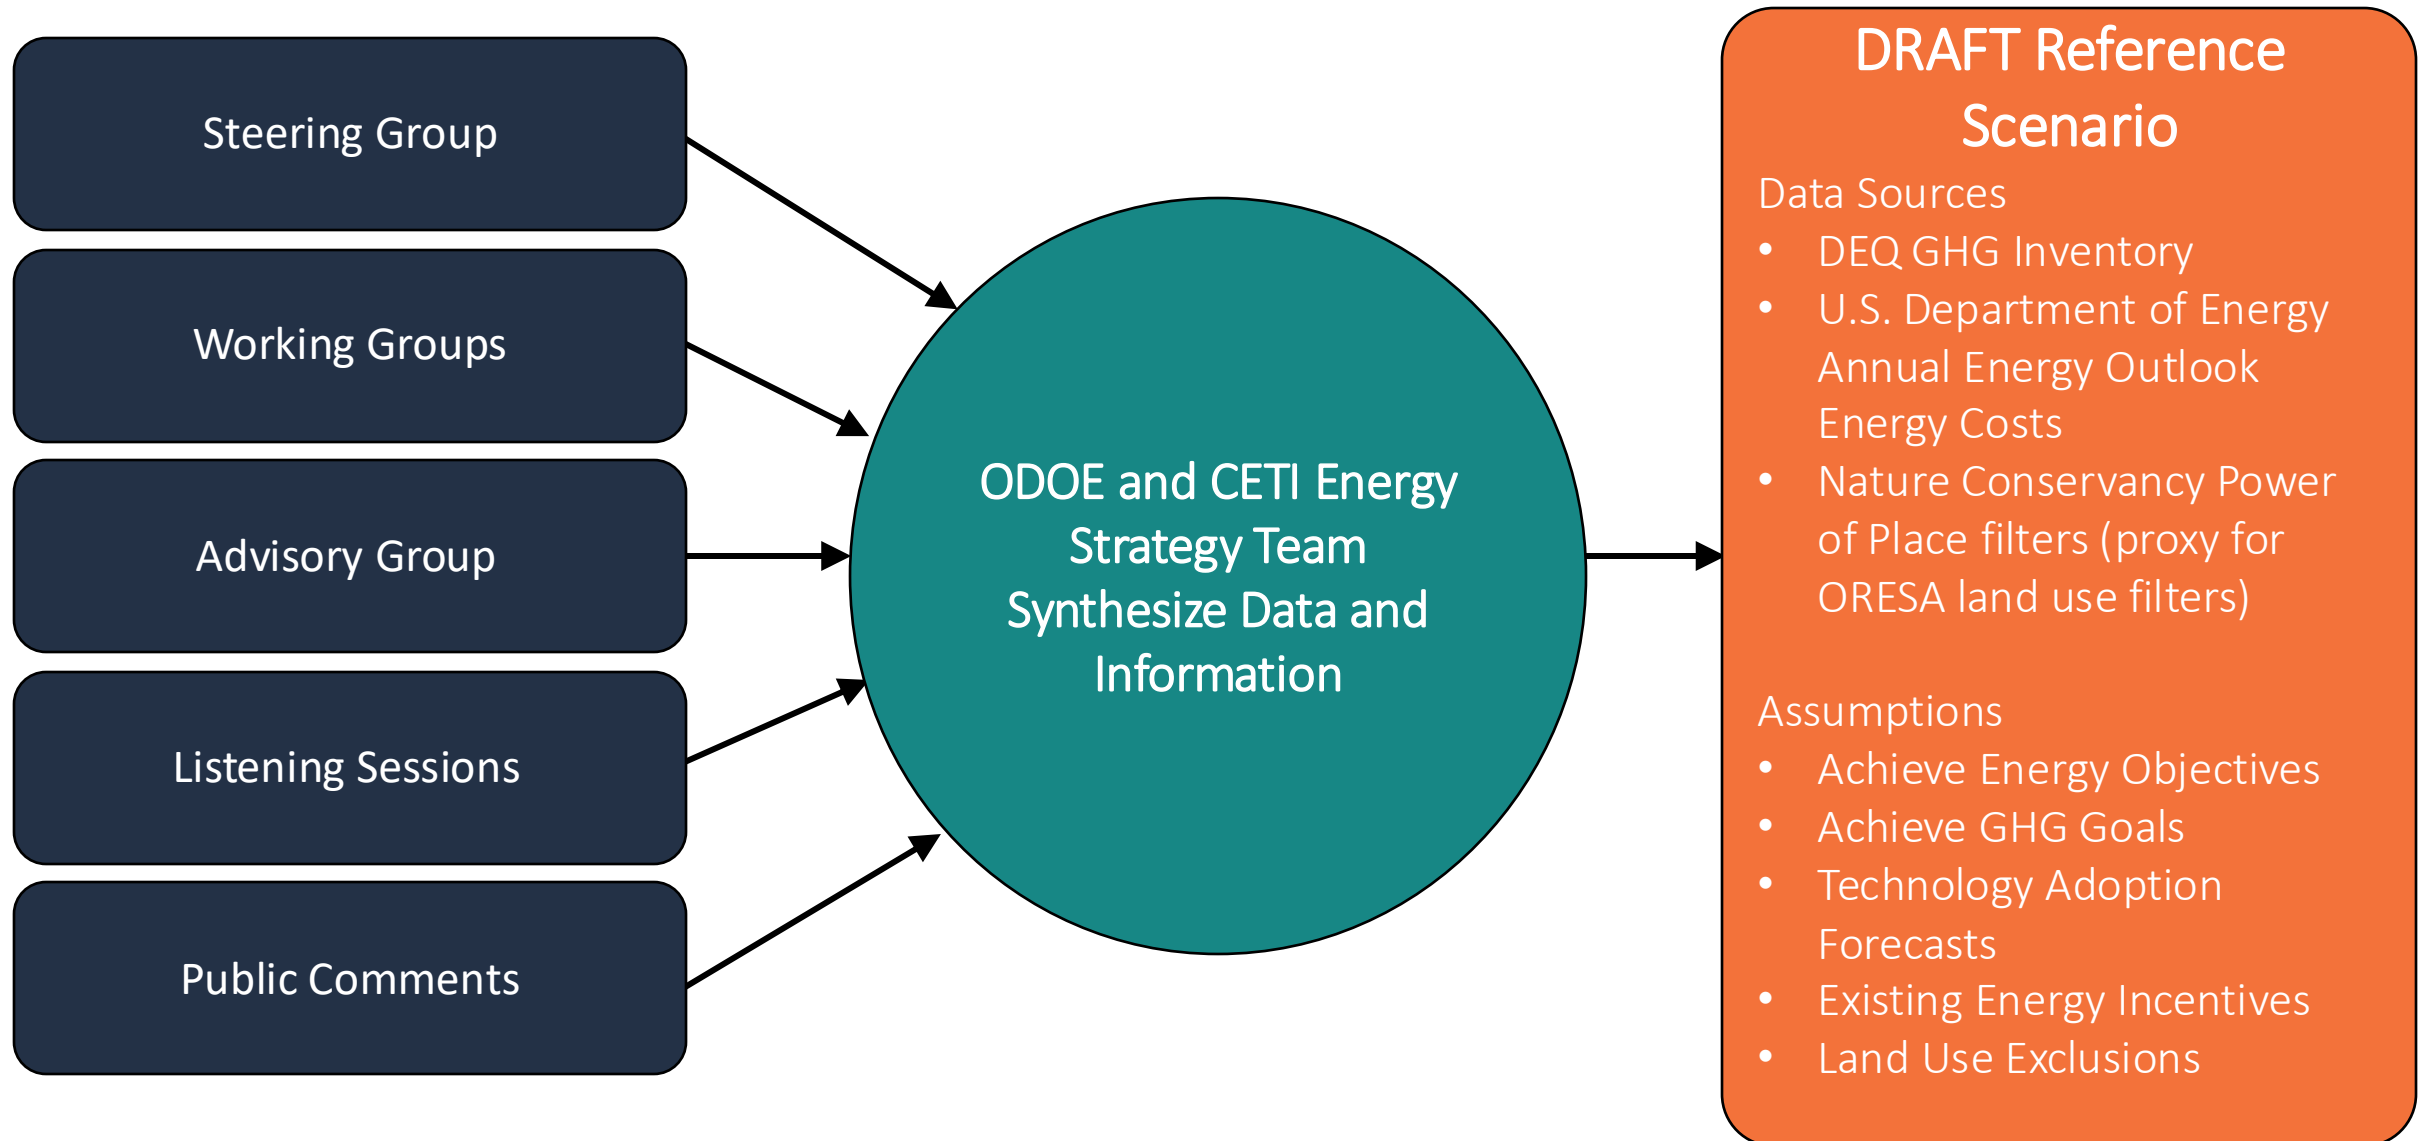 Steering Group
Working Groups
Advisory Group
Listening Sessions
Public Comments
ODOE and CETI Energy
Strategy Team
Synthesize Data and
Information
DRAFT Reference
Scenario
Data Sources
• DEQ GHG Inventory
• U.S. Department of Energy
Annual Energy Outlook
Energy Costs
• Nature Conservancy Power
of Place filters (proxy for
ORESA land use filters)
Assumptions
• Achieve Energy Objectives
• Achieve GHG Goals
• Technology Adoption
Forecasts
• Existing Energy Incentives
• Land Use Exclusions